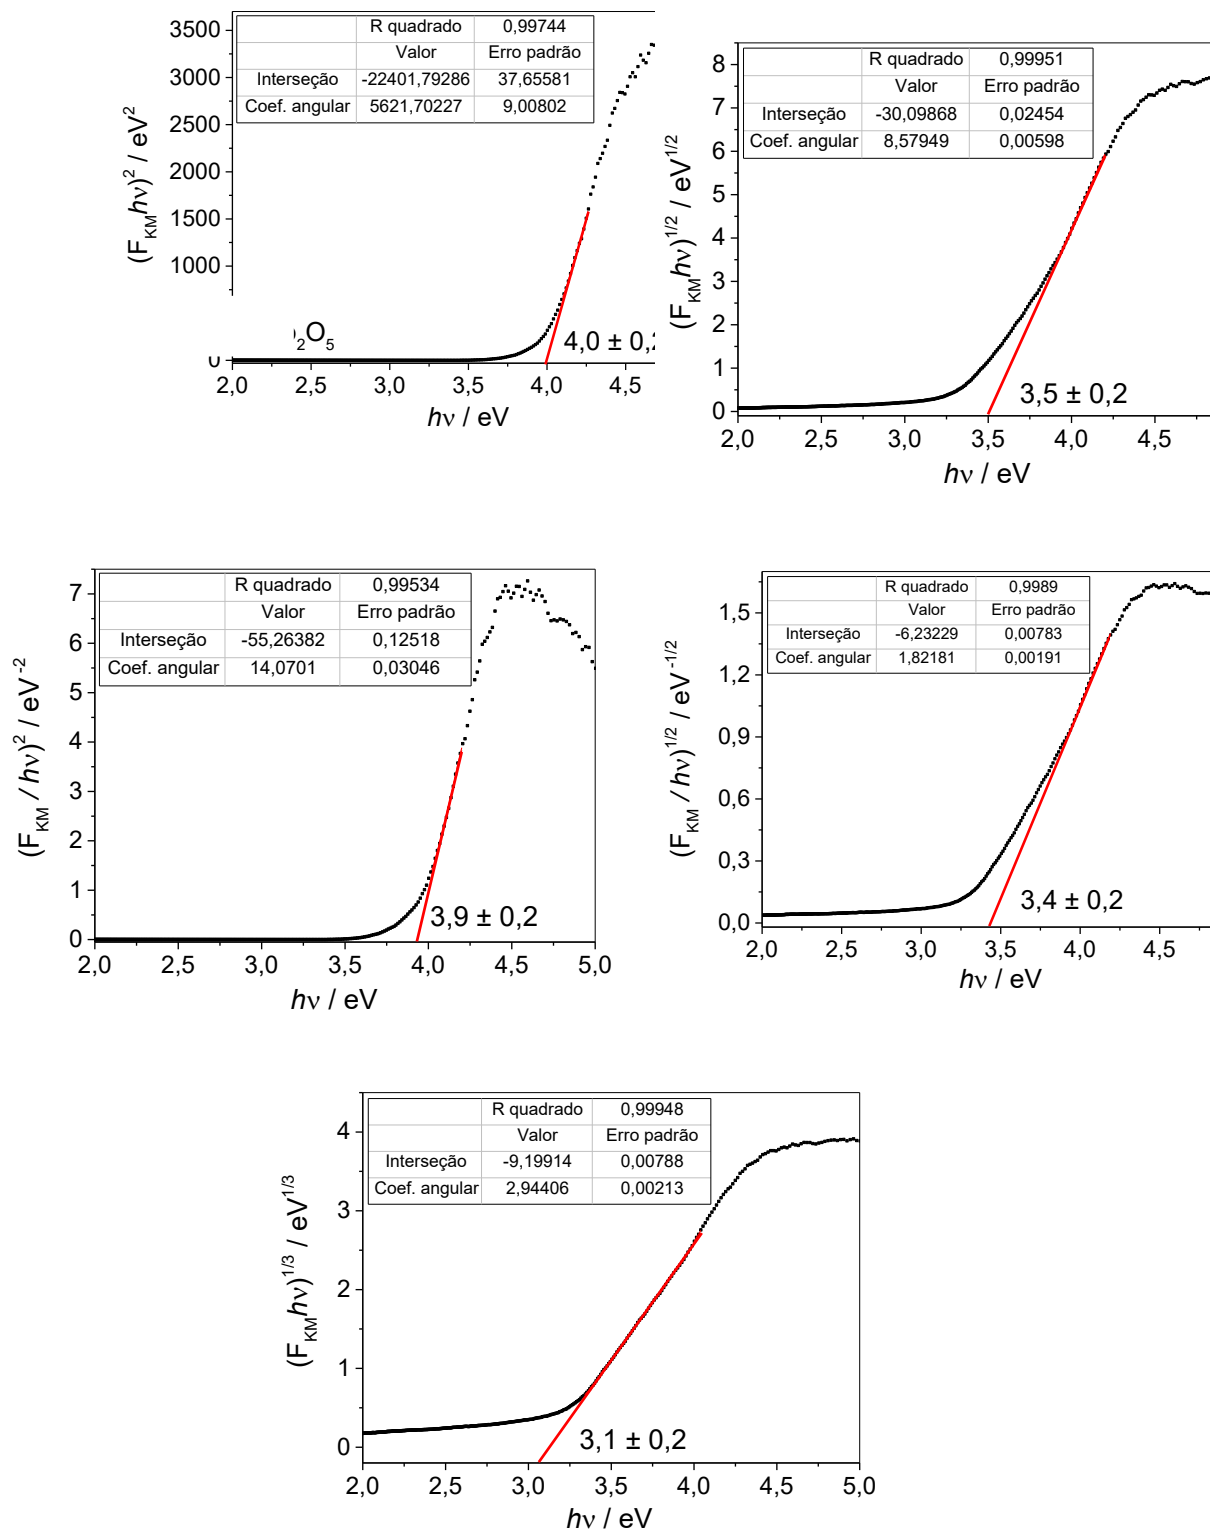 R quadrado 0,99744
Valor Erro padrão
Interseção -22401,79286 37,65581
Coef. angular 5621,70227 9,00802
(F_KM hν)^2 / eV^2
3500
3000
2500
2000
1500
1000
0
₂O₅
4,0 ± 0,
2,0 2,5 3,0 3,5 4,0 4,5
hν / eV
R quadrado 0,99951
Valor Erro padrão
Interseção -30,09868 0,02454
Coef. angular 8,57949 0,00598
(F_KM hν)^1/2 / eV^1/2
8
7
6
5
4
3
2
1
0
3,5 ± 0,2
2,0 2,5 3,0 3,5 4,0 4,5
hν / eV
R quadrado 0,99534
Valor Erro padrão
Interseção -55,26382 0,12518
Coef. angular 14,0701 0,03046
(F_KM / hν)^2 / eV^-2
7
6
5
4
3
2
1
0
3,9 ± 0,2
2,0 2,5 3,0 3,5 4,0 4,5 5,0
hν / eV
R quadrado 0,9989
Valor Erro padrão
Interseção -6,23229 0,00783
Coef. angular 1,82181 0,00191
(F_KM / hν)^1/2 / eV^-1/2
1,5
1,2
0,9
0,6
0,3
0,0
3,4 ± 0,2
2,0 2,5 3,0 3,5 4,0 4,5
hν / eV
R quadrado 0,99948
Valor Erro padrão
Interseção -9,19914 0,00788
Coef. angular 2,94406 0,00213
(F_KM hν)^1/3 / eV^1/3
4
3
2
1
0
3,1 ± 0,2
2,0 2,5 3,0 3,5 4,0 4,5 5,0
hν / eV